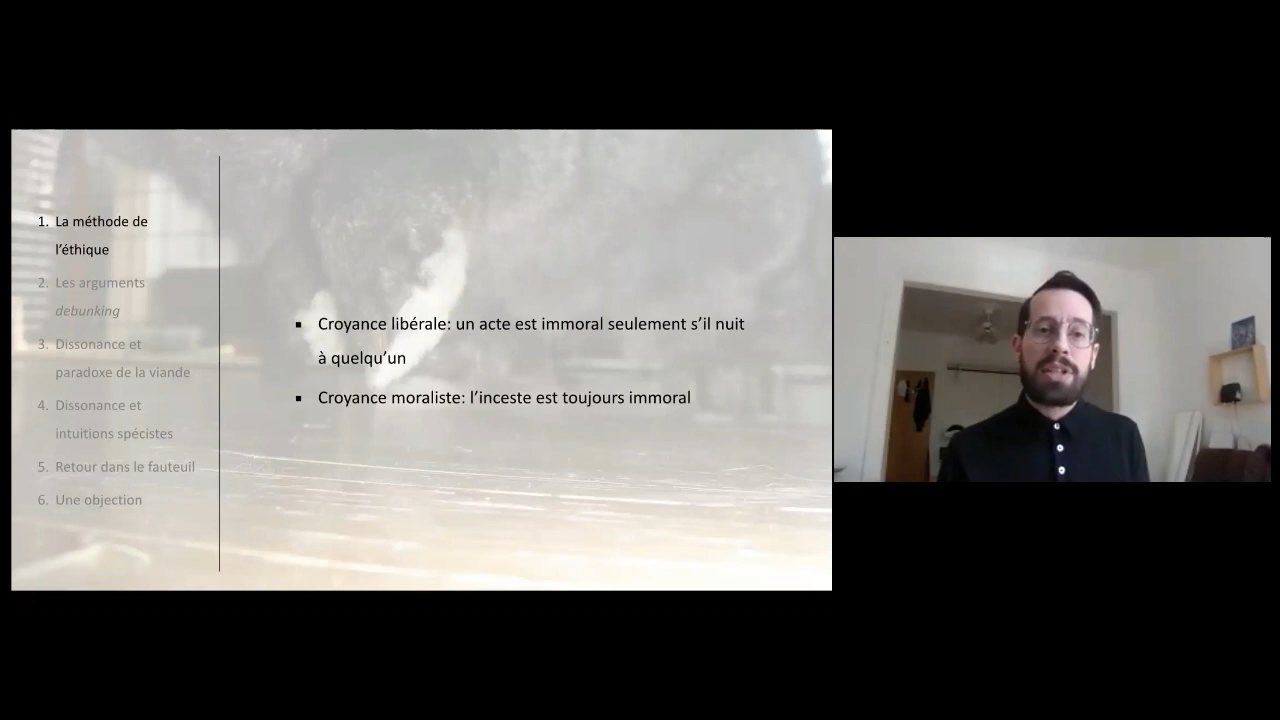 1. La méthode de
l’éthique
2. Les arguments
debunking
3. Dissonance et
paradoxe de la viande
4. Dissonance et
intuitions spécistes
5. Retour dans le fauteuil
6. Une objection
▪ Croyance libérale: un acte est immoral seulement s’il nuit
à quelqu’un
▪ Croyance moraliste: l’inceste est toujours immoral